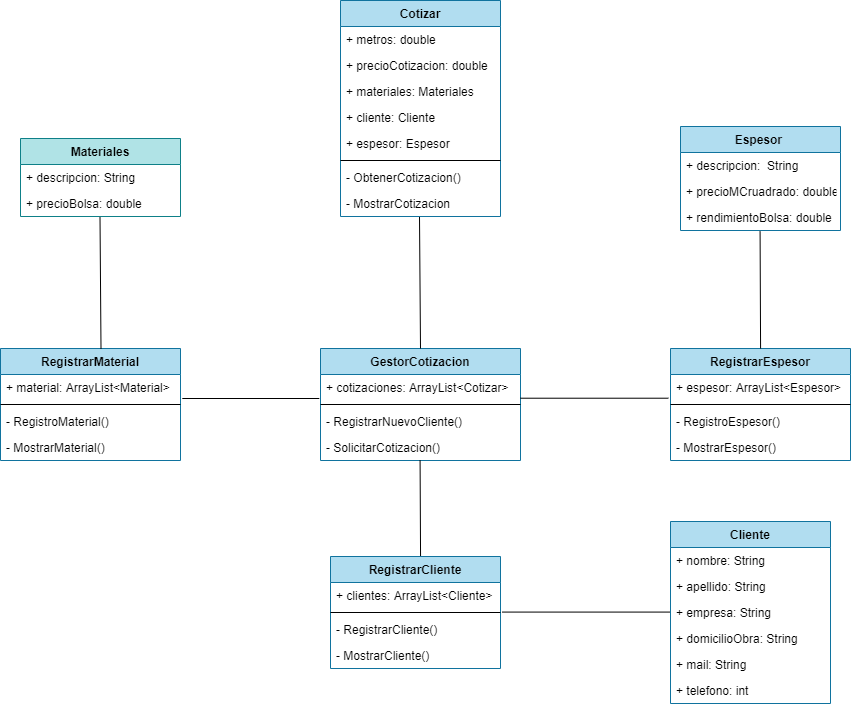 Cotizar
+ metros: double
+ precioCotizacion: double
+ materiales: Materiales
+ cliente: Cliente
+ espesor: Espesor
- ObtenerCotizacion()
- MostrarCotizacion
Materiales
+ descripcion: String
+ precioBolsa: double
Espesor
+ descripcion: String
+ precioMCruadrado: double
+ rendimientoBolsa: double
RegistrarMaterial
+ material: ArrayList<Material>
- RegistroMaterial()
- MostrarMaterial()
GestorCotizacion
+ cotizaciones: ArrayList<Cotizar>
- RegistrarNuevoCliente()
- SolicitarCotizacion()
RegistrarEspesor
+ espesor: ArrayList<Espesor>
- RegistroEspesor()
- MostrarEspesor()
RegistrarCliente
+ clientes: ArrayList<Cliente>
- RegistrarCliente()
- MostrarCliente()
Cliente
+ nombre: String
+ apellido: String
+ empresa: String
+ domicilioObra: String
+ mail: String
+ telefono: int